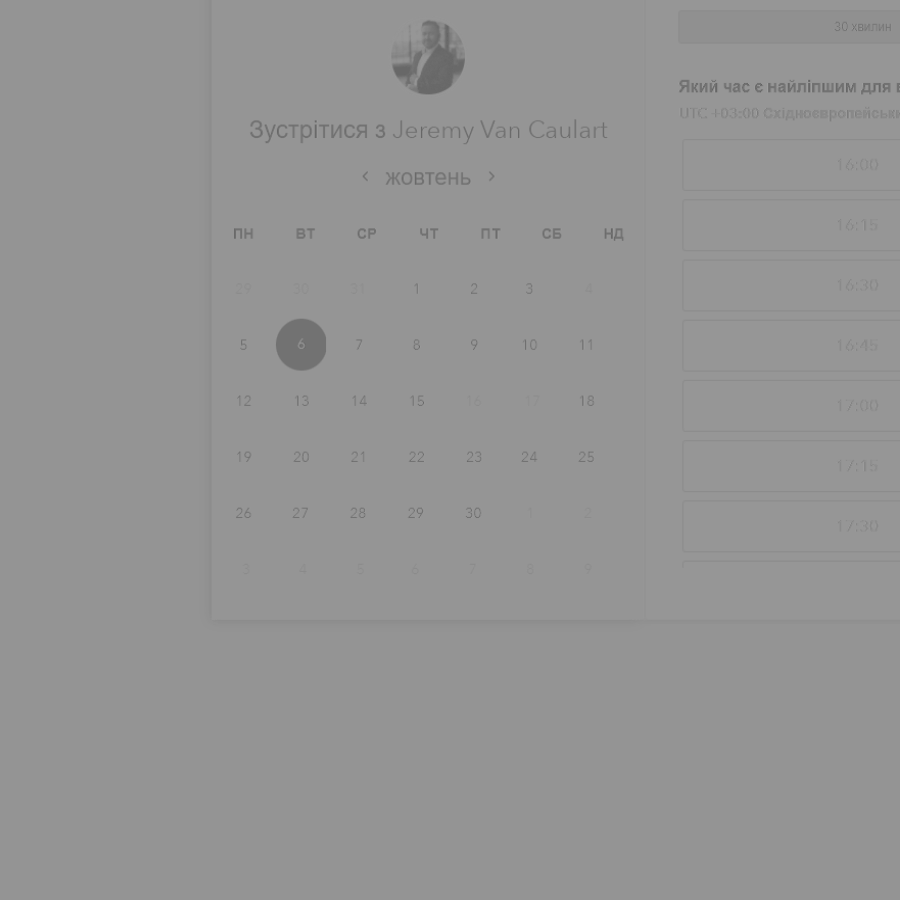 Зустрітися з Jeremy Van Caulart
‹ жовтень ›
ПН ВТ СР ЧТ ПТ СБ НД
29 30 31 1 2 3 4
5 6 7 8 9 10 11
12 13 14 15 16 17 18
19 20 21 22 23 24 25
26 27 28 29 30 1 2
3 4 5 6 7 8 9
30 хвилин
Який час є найліпшим для
UTC +03:00
16:00
16:15
16:30
16:45
17:00
17:15
17:30